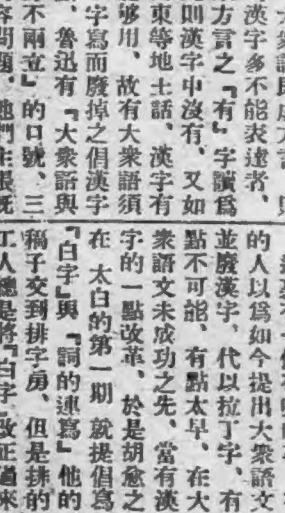 漢字多不能表達者、
方言之『有』字讀爲
則漢字中沒有、又如
東等地土話、漢字有
够用、故有大衆語須
字寫而廢掉之倡漢字
、魯迅有『大衆語與
不兩立』的口號、三
問題、他們主張
的人以爲如今提出大衆語文
並廢漢字、代以拉丁字、有
點不可能、有點太早、在大
衆語文未成功之先、當有漢
字的一點改革、於是胡愈之
在 太白的第一期 就提倡寫
『白字』與『詞的連寫』他的
稿子交到排字房、但是排的
工人總是將『白字』改正過來